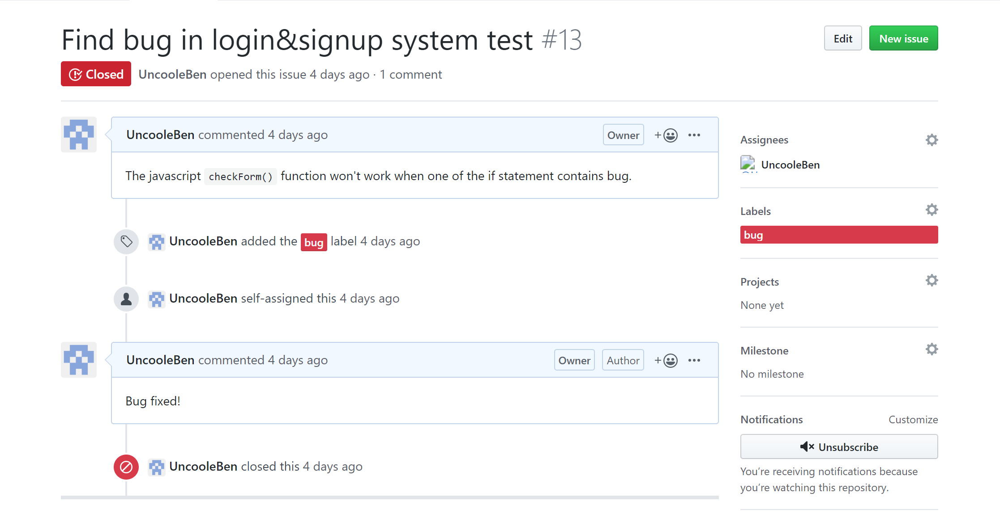 Find bug in login&signup system test #13
Edit
New issue
Closed
UncooleBen opened this issue 4 days ago · 1 comment
UncooleBen commented 4 days ago
Owner
The javascript checkForm() function won't work when one of the if statement contains bug.
UncooleBen added the bug label 4 days ago
UncooleBen self-assigned this 4 days ago
UncooleBen commented 4 days ago
Owner
Author
Bug fixed!
UncooleBen closed this 4 days ago
Assignees
UncooleBen
Labels
bug
Projects
None yet
Milestone
No milestone
Notifications
Customize
Unsubscribe
You’re receiving notifications because
you’re watching this repository.